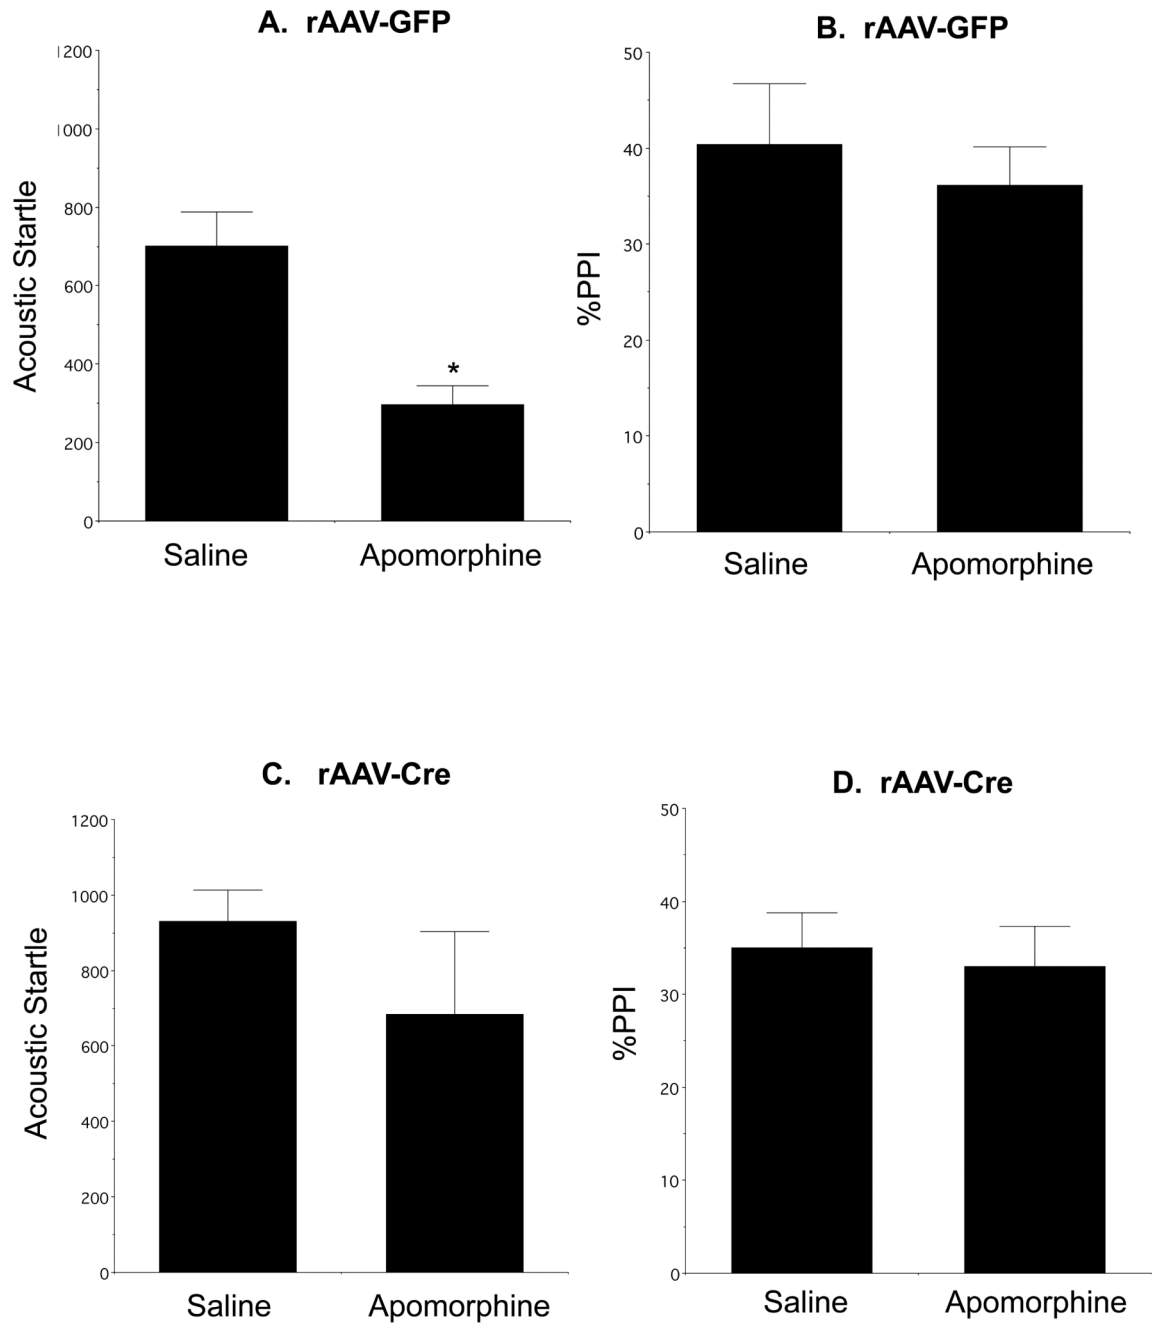 A. rAAV-GFP
1200
1000
800
600
400
200
0
Acoustic Startle
*
Saline
Apomorphine
B. rAAV-GFP
50
40
30
20
10
0
%PPI
Saline
Apomorphine
C. rAAV-Cre
1200
1000
800
600
400
200
0
Acoustic Startle
Saline
Apomorphine
D. rAAV-Cre
50
40
30
20
10
0
%PPI
Saline
Apomorphine